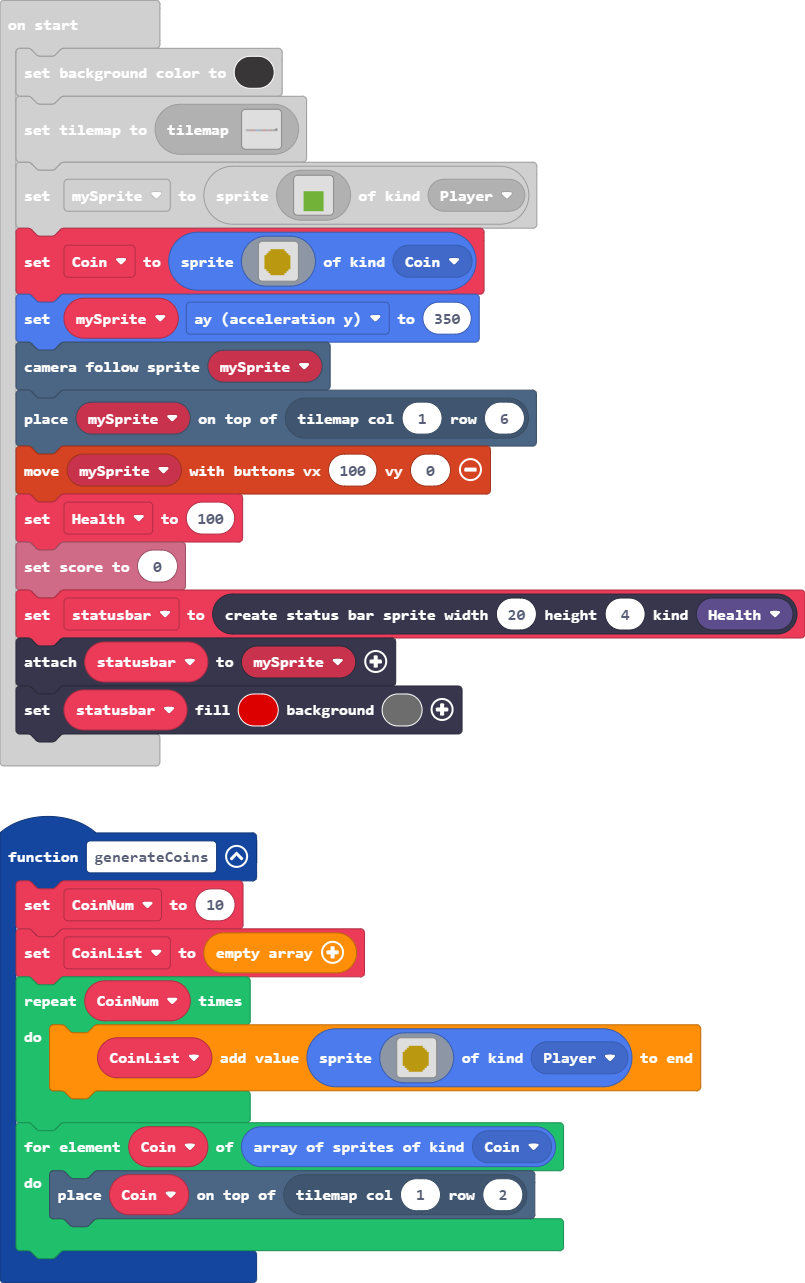 on start
set background color to
set tilemap to tilemap
set mySprite to sprite of kind Player
set Coin to sprite of kind Coin
set mySprite ay (acceleration y) to 350
camera follow sprite mySprite
place mySprite on top of tilemap col 1 row 6
move mySprite with buttons vx 100 vy 0
set Health to 100
set score to 0
set statusbar to create status bar sprite width 20 height 4 kind Health
attach statusbar to mySprite
set statusbar fill background
function generateCoins
set CoinNum to 10
set CoinList to empty array
repeat CoinNum times
do
CoinList add value sprite of kind Player to end
for element Coin of array of sprites of kind Coin
do
place Coin on top of tilemap col 1 row 2